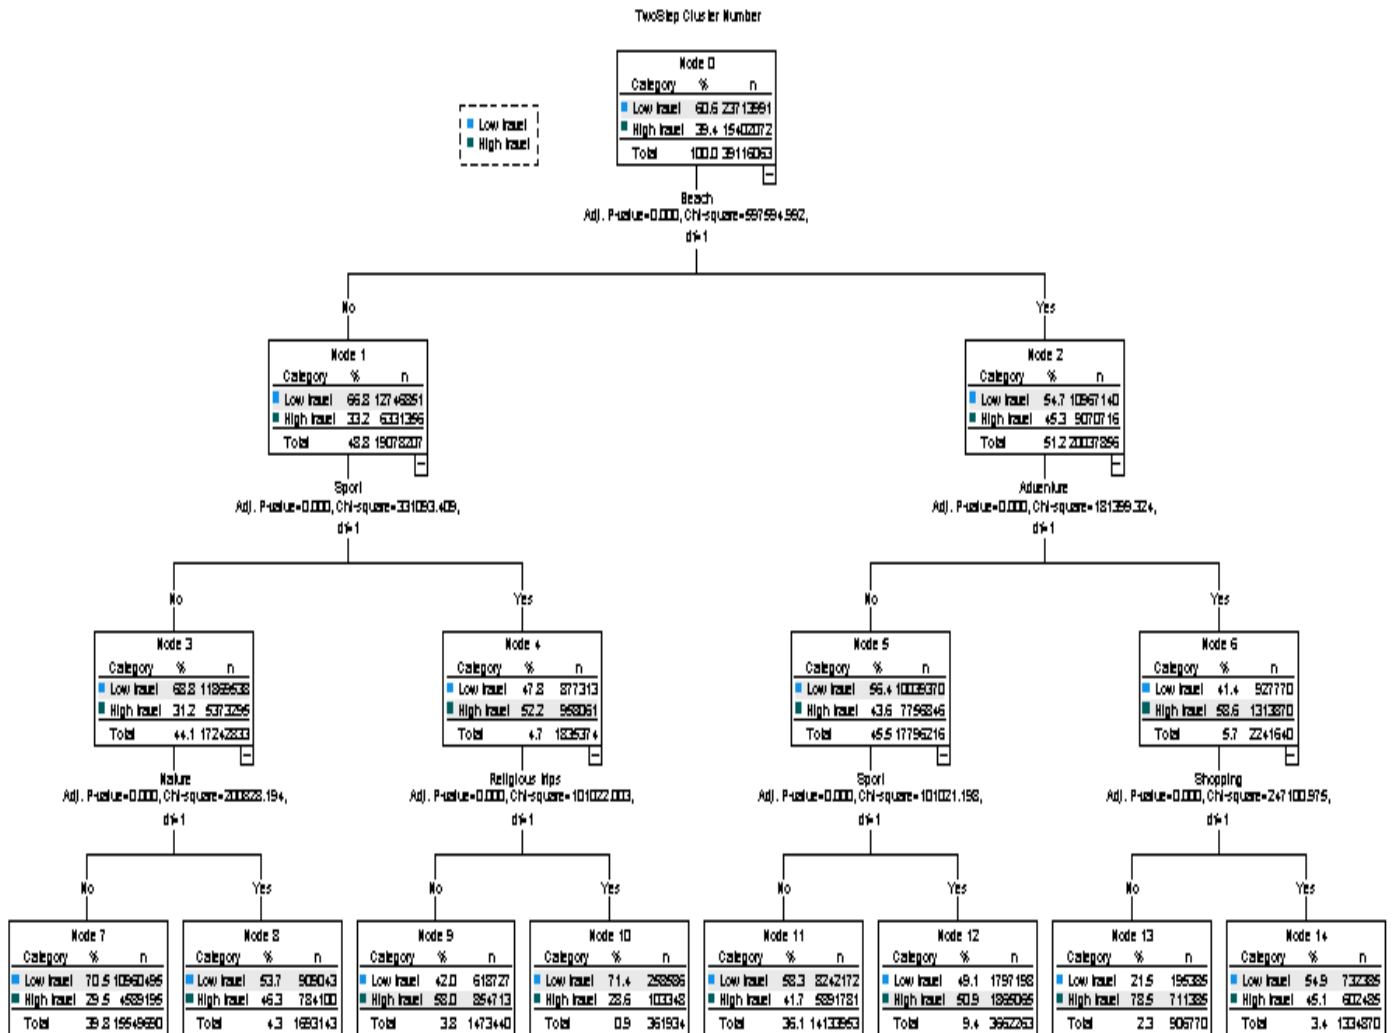 TwoStep Cluster Number
Node 0
Category % n
Low travel 60.6 23713991
High travel 39.4 15402072
Total 100.0 39116063
Low travel
High travel
Beach
Adj. P-value=0.000, Chi-square=597594.992,
df=1
No
Yes
Node 1
Category % n
Low travel 66.8 12746851
High travel 33.2 6331356
Total 48.8 19078207
Node 2
Category % n
Low travel 54.7 10967140
High travel 45.3 9070716
Total 51.2 20037856
Sport
Adj. P-value=0.000, Chi-square=331093.409,
df=1
Adventure
Adj. P-value=0.000, Chi-square=181399.324,
df=1
No
Yes
No
Yes
Node 3
Category % n
Low travel 68.8 11869538
High travel 31.2 5373295
Total 44.1 17242833
Node 4
Category % n
Low travel 47.8 877313
High travel 52.2 958061
Total 4.7 1835374
Node 5
Category % n
Low travel 56.4 10039370
High travel 43.6 7756846
Total 45.5 17796216
Node 6
Category % n
Low travel 41.4 927770
High travel 58.6 1313870
Total 5.7 2241640
Nature
Adj. P-value=0.000, Chi-square=200828.194,
df=1
Religious trips
Adj. P-value=0.000, Chi-square=101022.003,
df=1
Sport
Adj. P-value=0.000, Chi-square=101021.198,
df=1
Shopping
Adj. P-value=0.000, Chi-square=247100.975,
df=1
No
Yes
No
Yes
No
Yes
No
Yes
Node 7
Category % n
Low travel 70.5 10960495
High travel 29.5 4589195
Total 39.8 15549690
Node 8
Category % n
Low travel 53.7 909043
High travel 46.3 784100
Total 4.3 1693143
Node 9
Category % n
Low travel 42.0 618727
High travel 58.0 854713
Total 3.8 1473440
Node 10
Category % n
Low travel 71.4 258586
High travel 28.6 103348
Total 0.9 361934
Node 11
Category % n
Low travel 58.3 8242172
High travel 41.7 5891781
Total 36.1 14133953
Node 12
Category % n
Low travel 49.1 1797198
High travel 50.9 1865065
Total 9.4 3662263
Node 13
Category % n
Low travel 21.5 195385
High travel 78.5 711385
Total 2.3 906770
Node 14
Category % n
Low travel 54.9 732385
High travel 45.1 602485
Total 3.4 1334870